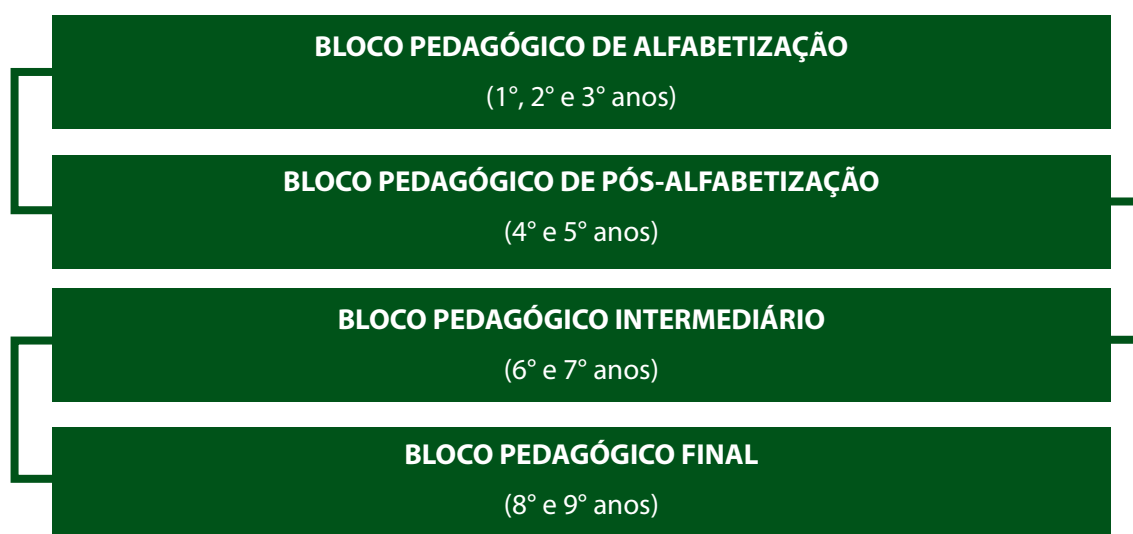 BLOCO PEDAGÓGICO DE ALFABETIZAÇÃO
(1°, 2° e 3° anos)
BLOCO PEDAGÓGICO DE PÓS-ALFABETIZAÇÃO
(4° e 5° anos)
BLOCO PEDAGÓGICO INTERMEDIÁRIO
(6° e 7° anos)
BLOCO PEDAGÓGICO FINAL
(8° e 9° anos)